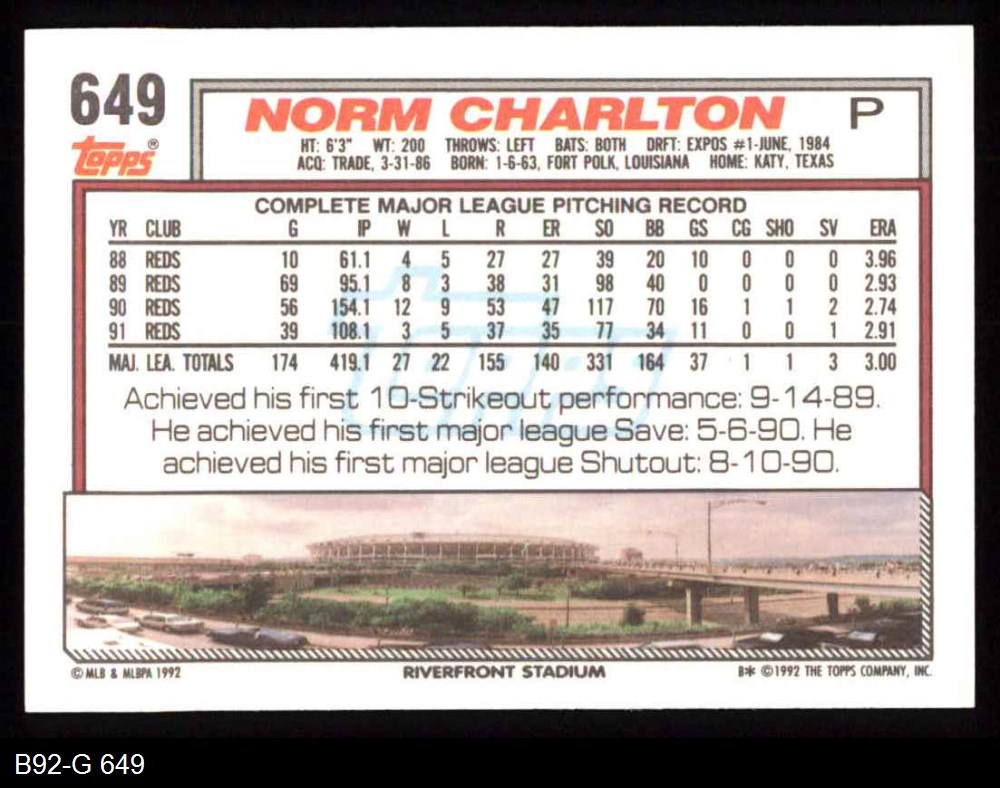 649
NORM CHARLTON P
topps®
HT: 6'3" WT: 200 THROWS: LEFT BATS: BOTH DRFT: EXPOS #1-JUNE, 1984
ACQ: TRADE, 3-31-86 BORN: 1-6-63, FORT POLK, LOUISIANA HOME: KATY, TEXAS
COMPLETE MAJOR LEAGUE PITCHING RECORD
YR CLUB G IP W L R ER SO BB GS CG SHO SV ERA
88 REDS 10 61.1 4 5 27 27 39 20 10 0 0 0 3.96
89 REDS 69 95.1 8 3 38 31 98 40 0 0 0 0 2.93
90 REDS 56 154.1 12 9 53 47 117 70 16 1 1 2 2.74
91 REDS 39 108.1 3 5 37 35 77 34 11 0 0 1 2.91
MAJ. LEA. TOTALS 174 419.1 27 22 155 140 331 164 37 1 1 3 3.00
Topps
Achieved his first 10-Strikeout performance: 9-14-89.
He achieved his first major league Save: 5-6-90. He
achieved his first major league Shutout: 8-10-90.
© MLB & MLBPA 1992 RIVERFRONT STADIUM B* ©1992 THE TOPPS COMPANY, INC.
B92-G 649